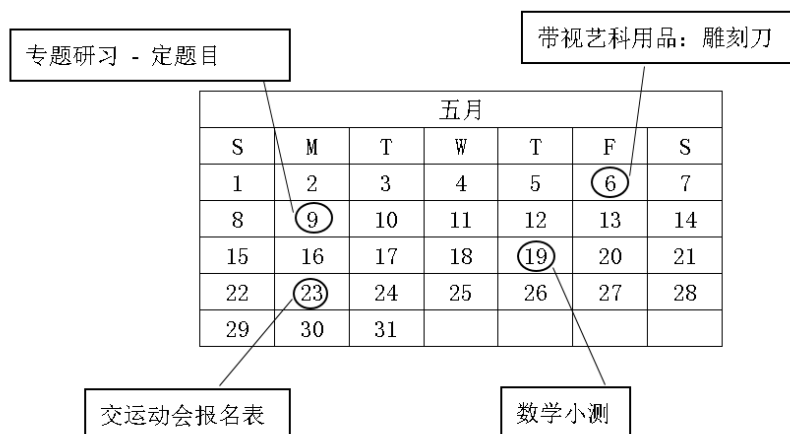 专题研习 - 定题目
带视艺科用品：雕刻刀
五月
S M T W T F S
1 2 3 4 5 6 7
8 9 10 11 12 13 14
15 16 17 18 19 20 21
22 23 24 25 26 27 28
29 30 31
交运动会报名表
数学小测